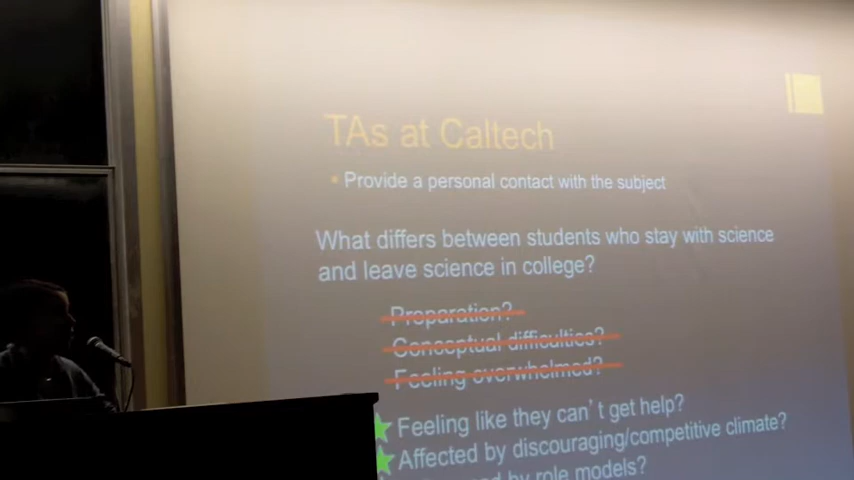 TAs at Caltech
Provide a personal contact with the subject
What differs between students who stay with science
and leave science in college?
Preparation?
Conceptual difficulties?
Feeling overwhelmed?
Feeling like they can't get help?
Affected by discouraging/competitive climate?
by role models?